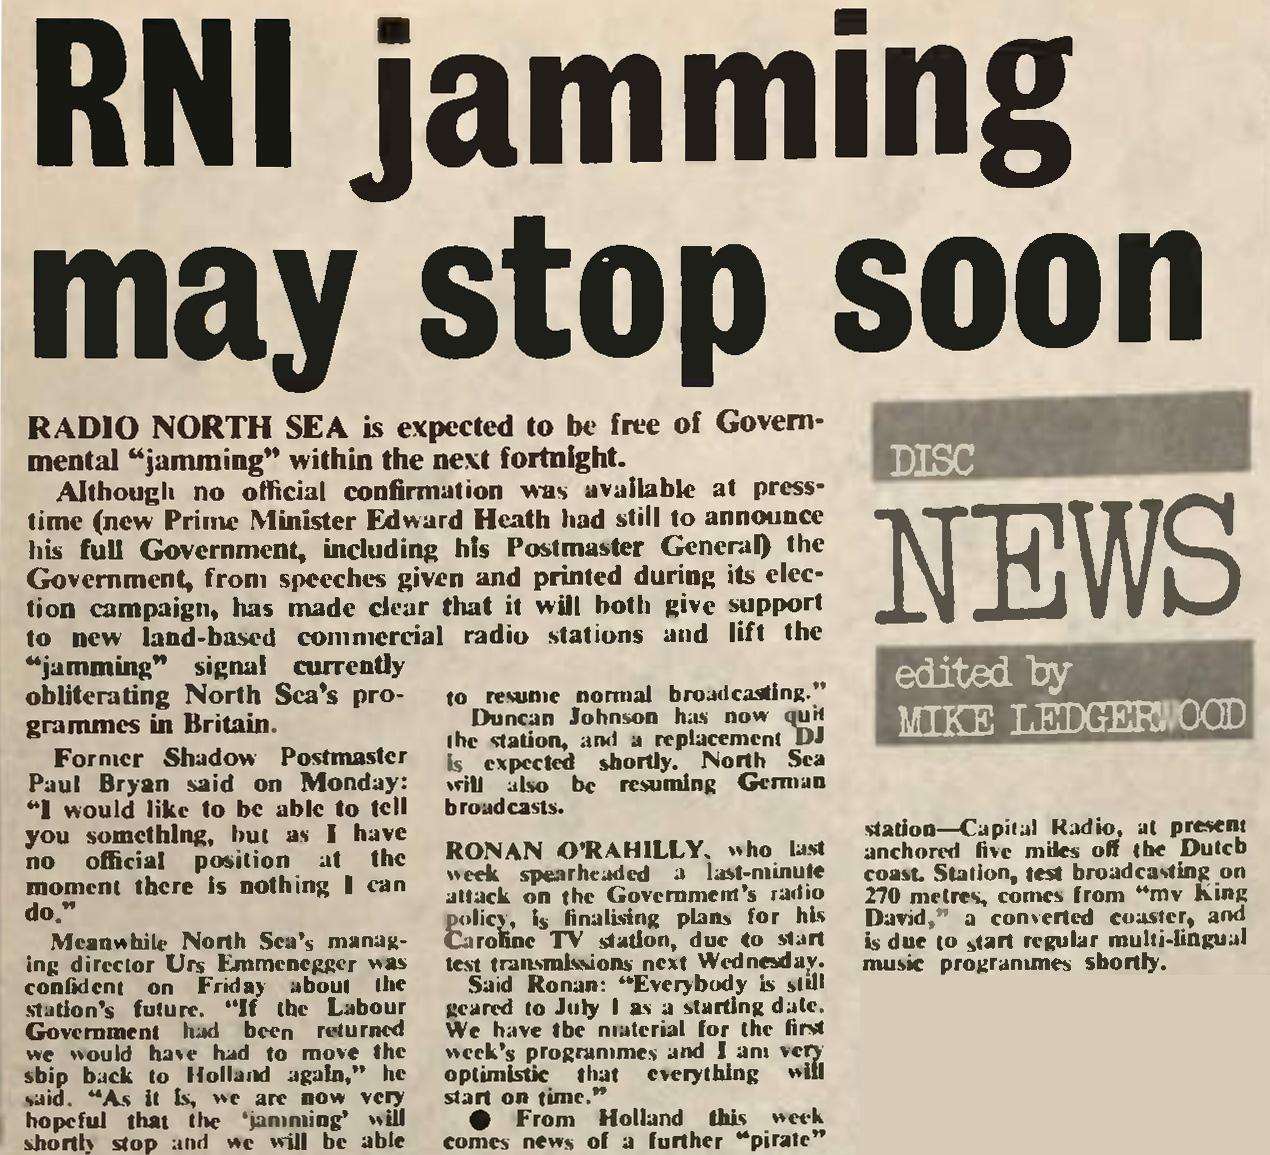 RNI jamming
may stop soon
RADIO NORTH SEA is expected to be free of Govern-
mental "jamming" within the next fortnight.
Although no official confirmation was available at press-
time (new Prime Minister Edward Heath had still to announce
his full Government, including his Postmaster General) the
Government, from speeches given and printed during its elec-
tion campaign, has made clear that it will both give support
to new land-based commercial radio stations and lift the
"jamming" signal currently
obliterating North Sea's pro-
grammes in Britain.
Former Shadow Postmaster
Paul Bryan said on Monday:
"I would like to be able to tell
you something, but as I have
no official position at the
moment there is nothing I can
do."
Meanwhile North Sea's manag-
ing director Urs Emmenegger was
confident on Friday about the
station's future. "If the Labour
Government had been returned
we would have had to move the
ship back to Holland again," he
said. "As it is, we are now very
hopeful that the 'jamming' will
shortly stop and we will be able
to resume normal broadcasting."
Duncan Johnson has now quit
the station, and a replacement DJ
is expected shortly. North Sea
will also be resuming German
broadcasts.
RONAN O'RAHILLY, who last
week spearheaded a last-minute
attack on the Government's radio
policy, is finalising plans for his
Caroline TV station, due to start
test transmissions next Wednesday.
Said Ronan: "Everybody is still
geared to July 1 as a starting date.
We have the material for the first
week's programmes and I am very
optimistic that everything will
start on time."
● From Holland this week
comes news of a further "pirate"
DISC
NEWS
edited by
MIKE LEDGERWOOD
station—Capital Radio, at present
anchored five miles off the Dutch
coast. Station, test broadcasting on
270 metres, comes from "mv King
David," a converted coaster, and
is due to start regular multi-lingual
music programmes shortly.